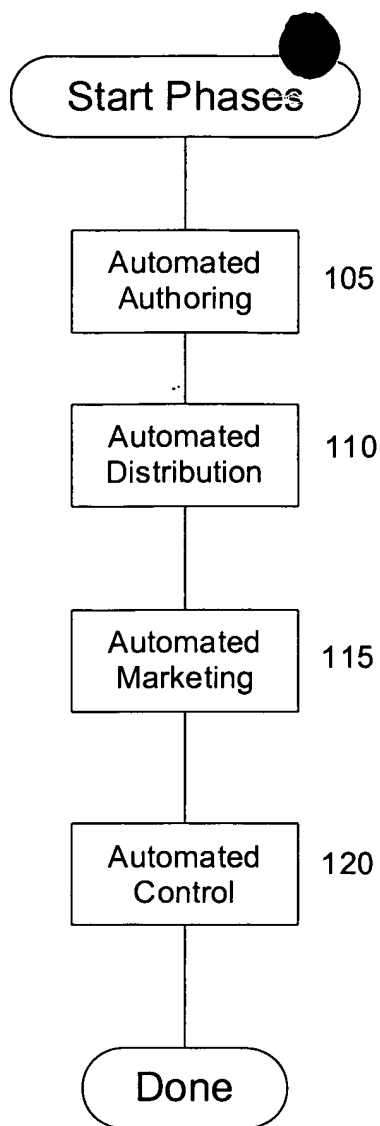 Start Phases
Automated
Authoring
105
Automated
Distribution
110
Automated
Marketing
115
Automated
Control
120
Done